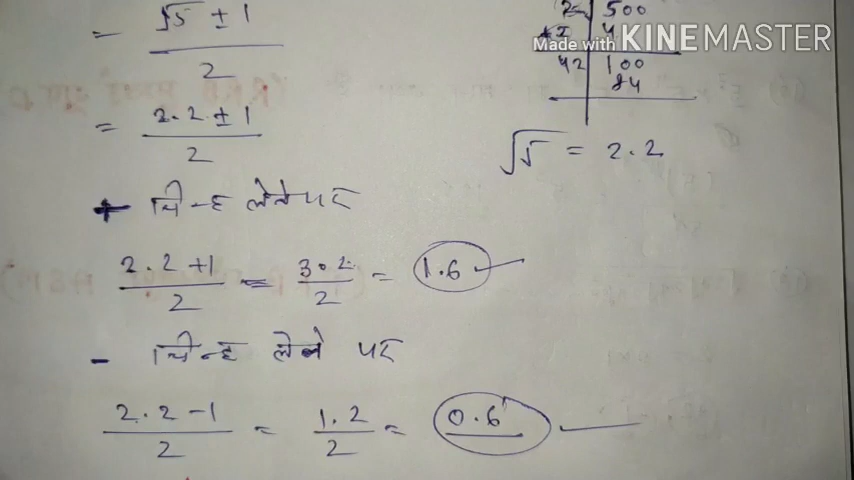 = √5 ± 1 / 2
2 | 500
+2 | 4
42 | 100
84
Made with KINEMASTER
= 2.2 ± 1 / 2
√5 = 2.2
+ चिन्ह लेने पर
2.2 + 1 / 2 = 3.2 / 2 = 1.6
- चिन्ह लेने पर
2.2 - 1 / 2 = 1.2 / 2 = 0.6